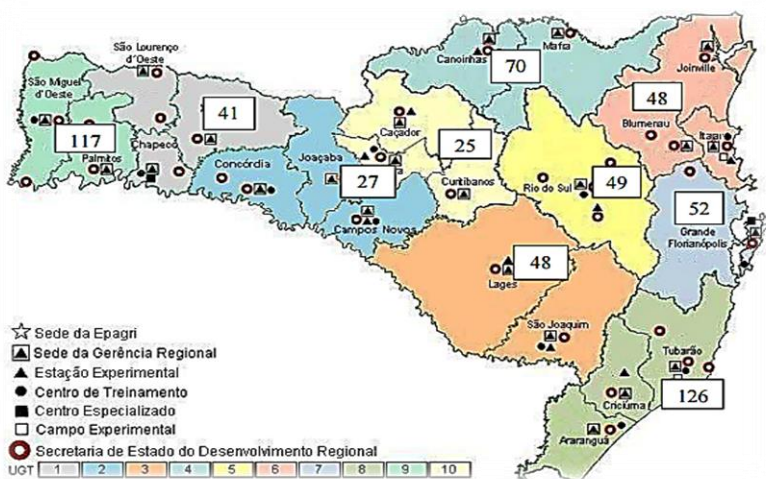 São Lourenço
d'Oeste
São Miguel
d'Oeste
117
Palmitos
41
Chapecó
Concórdia
Joaçaba
27
Campos Novos
Caçador
25
Curitibanos
Canoinhas
Mafra
70
Joinville
48
Blumenau
Itajaí
Rio do Sul
49
52
Grande
Florianópolis
48
Lages
São Joaquim
Tubarão
126
Criciúma
Araranguá
Sede da Epagri
Sede da Gerência Regional
Estação Experimental
Centro de Treinamento
Centro Especializado
Campo Experimental
Secretaria de Estado do Desenvolvimento Regional
UGT 1 2 3 4 5 6 7 8 9 10